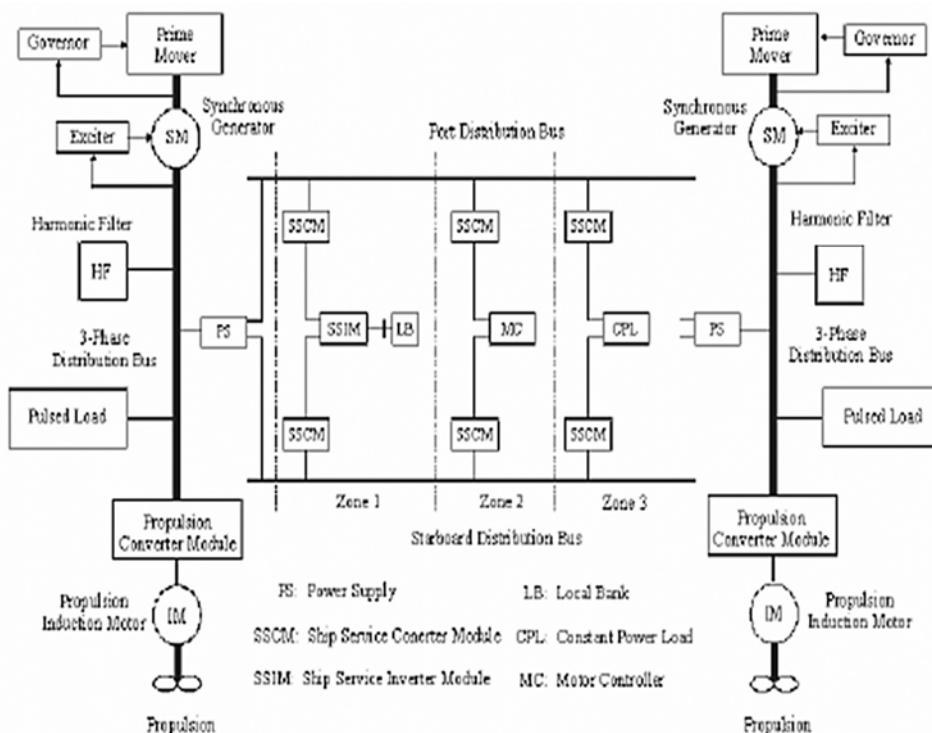 Governor
Prime
Mover
Synchronous
Generator
SM
Exciter
Harmonic Filter
HF
3-Phase
Distribution Bus
PS
Pulsed Load
Propulsion
Converter Module
Propulsion
Induction Motor
IM
Propulsion
Port Distribution Bus
SSCM
SSCM
SSCM
SSIM
LB
MC
CPL
SSCM
SSCM
SSCM
Zone 1
Zone 2
Zone 3
Starboard Distribution Bus
PS: Power Supply
LB: Local Bank
SSCM: Ship Service Conerter Module
CPL: Constant Power Load
SSIM: Ship Service Inverter Module
MC: Motor Controller
Prime
Mover
Governor
Synchronous
Generator
SM
Exciter
Harmonic Filter
HF
PS
3-Phase
Distribution Bus
Pulsed Load
Propulsion
Converter Module
IM
Propulsion
Induction Motor
Propulsion